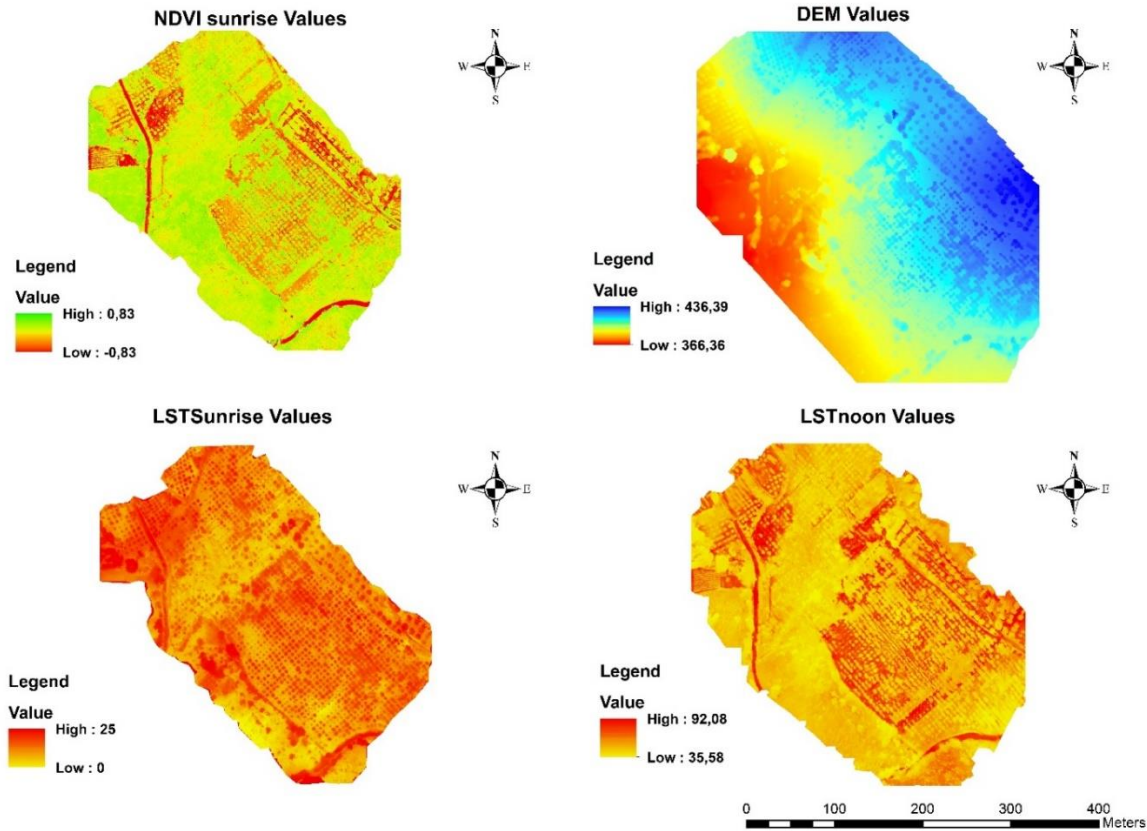 NDVI sunrise Values
N
W E
S
Legend
Value
High : 0,83
Low : -0,83
DEM Values
N
W E
S
Legend
Value
High : 436,39
Low : 366,36
LSTSunrise Values
N
W E
S
Legend
Value
High : 25
Low : 0
LSTnoon Values
N
W E
S
Legend
Value
High : 92,08
Low : 35,58
0 100 200 300 400
Meters